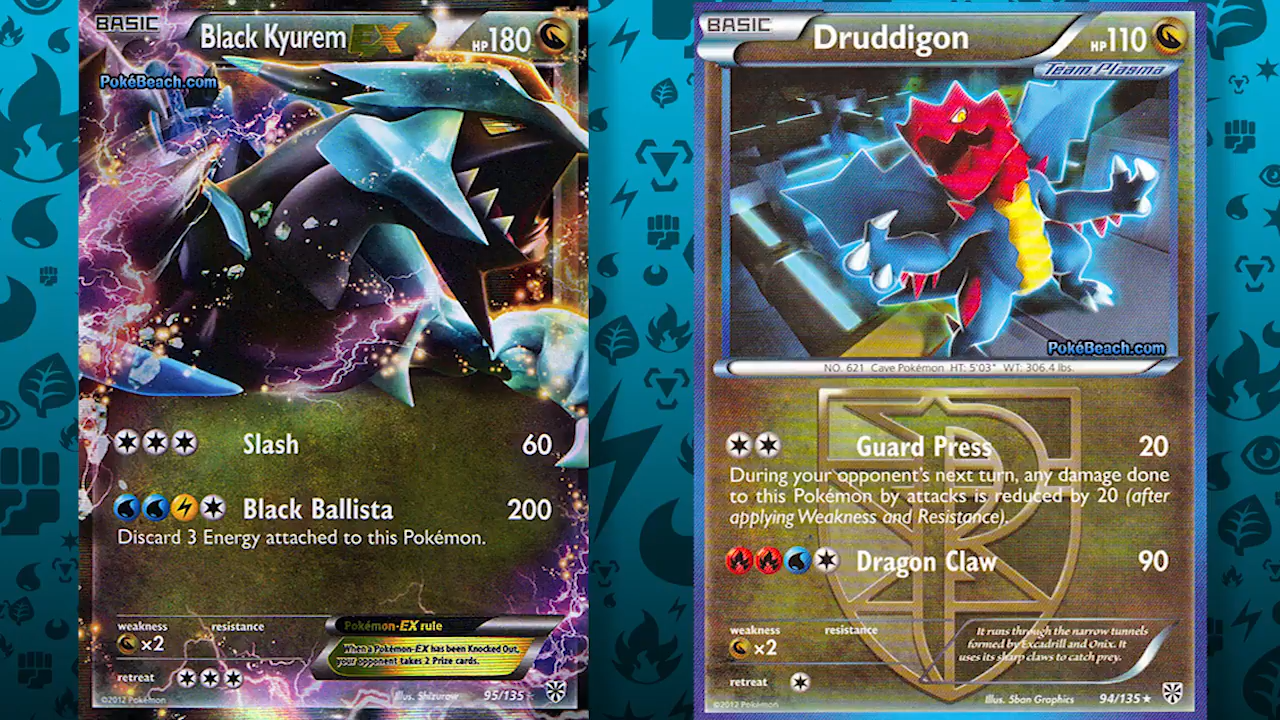 BASIC
Black Kyurem EX
HP 180
PokéBeach.com
Slash 60
Black Ballista 200
Discard 3 Energy attached to this Pokémon.
weakness resistance
×2
retreat
Pokémon-EX rule
When a Pokémon-EX has been Knocked Out,
your opponent takes 2 Prize cards.
©2012 Pokémon
Illus. Shizurow
95/135
BASIC
Druddigon
HP 110
Team Plasma
PokéBeach.com
NO. 621 Cave Pokémon HT: 5'03" WT: 306.4 lbs.
Guard Press 20
During your opponent's next turn, any damage done
to this Pokémon by attacks is reduced by 20 (after
applying Weakness and Resistance).
Dragon Claw 90
weakness resistance
×2
retreat
It runs through the narrow tunnels
formed by Excadrill and Onix. It
uses its sharp claws to catch prey.
©2012 Pokémon
Illus. 5ban Graphics
94/135 ★